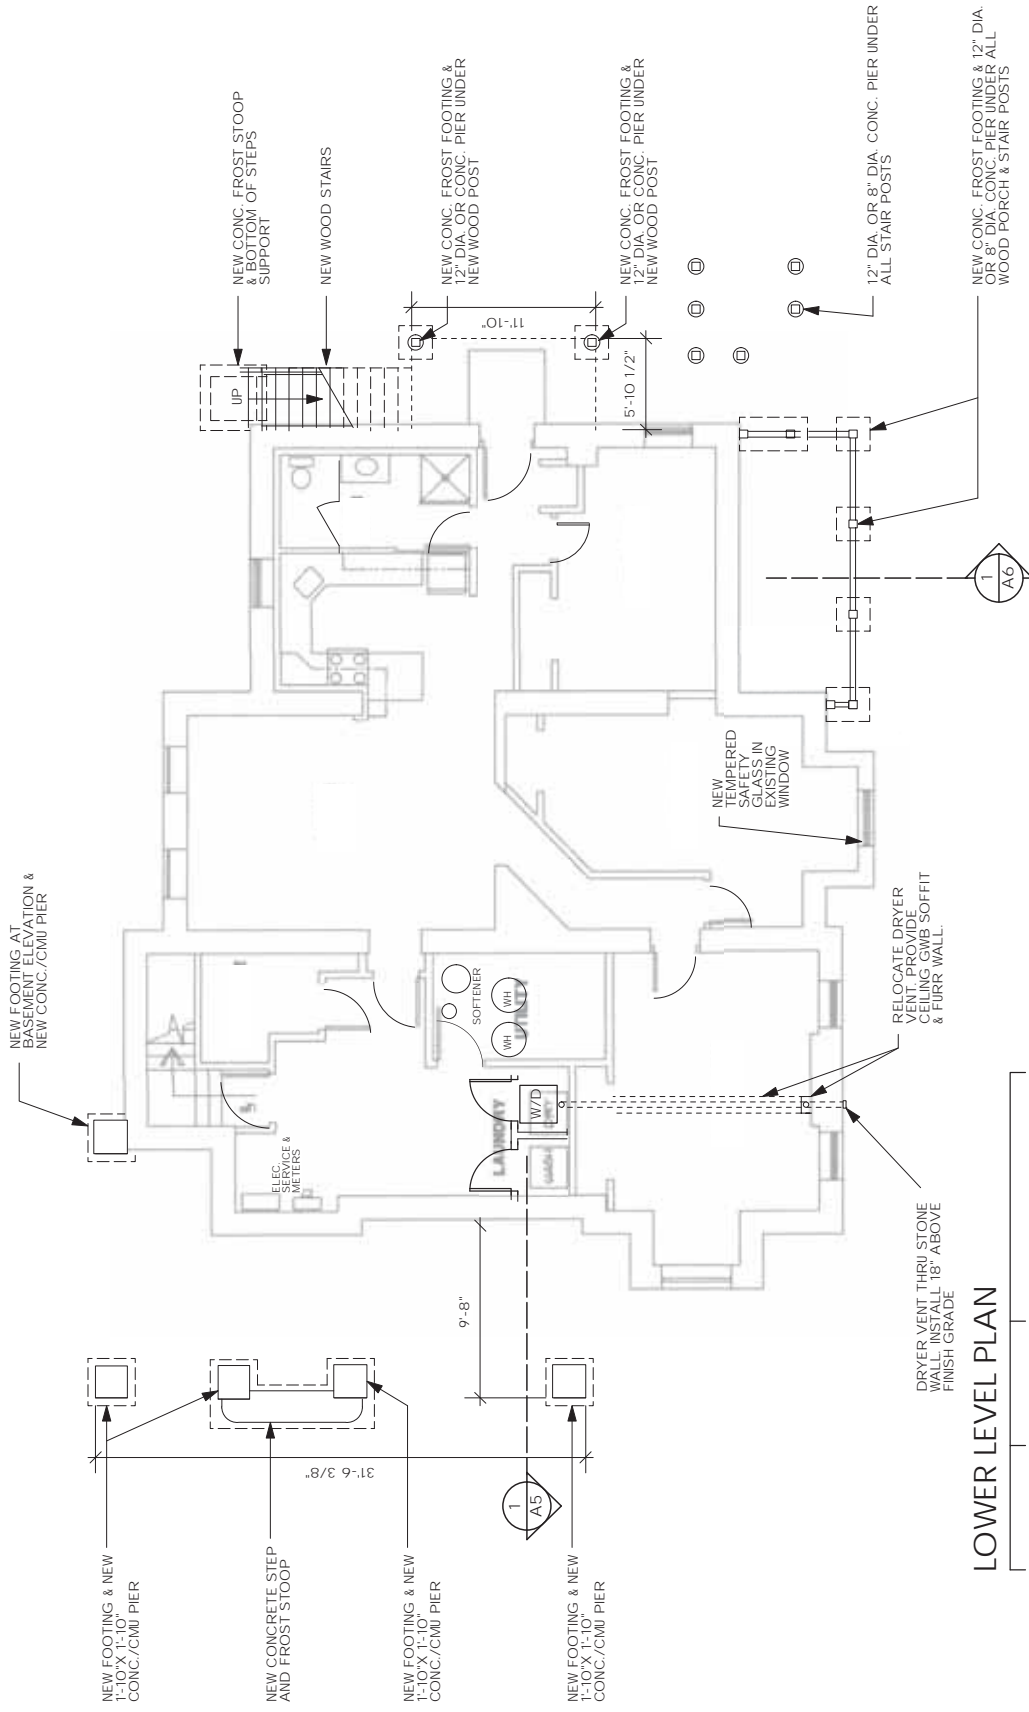 NEW FOOTING AT
BASEMENT ELEVATION &
NEW CONC./CMU PIER
NEW CONC. FROST STOOP
& BOTTOM OF STEPS
SUPPORT
NEW WOOD STAIRS
UP
NEW CONC. FROST FOOTING &
12" DIA. OR CONC. PIER UNDER
NEW WOOD POST
11'-10"
NEW CONC. FROST FOOTING &
12" DIA. OR CONC. PIER UNDER
NEW WOOD POST
5'-10 1/2"
12" DIA. OR 8" DIA. CONC. PIER UNDER
ALL STAIR POSTS
NEW CONC. FROST FOOTING & 12" DIA.
OR 8" DIA. CONC. PIER UNDER ALL
WOOD PORCH & STAIR POSTS
1
A6
NEW
TEMPERED
SAFETY
GLASS IN
EXISTING
WINDOW
SOFTENER
WH
WH
UTILITY
ELEC.
SERVICE &
METERS
LAUNDRY
W/D
DRY
WASH
RELOCATE DRYER
VENT. PROVIDE
CEILING GWB SOFFIT
& FURR WALL.
DRYER VENT THRU STONE
WALL. INSTALL 18" ABOVE
FINISH GRADE
9'-8"
31'-6 3/8"
1
A5
NEW FOOTING & NEW
1'-10"X 1'-10"
CONC./CMU PIER
NEW CONCRETE STEP
AND FROST STOOP
NEW FOOTING & NEW
1'-10"X 1'-10"
CONC./CMU PIER
NEW FOOTING & NEW
1'-10"X 1'-10"
CONC./CMU PIER
LOWER LEVEL PLAN